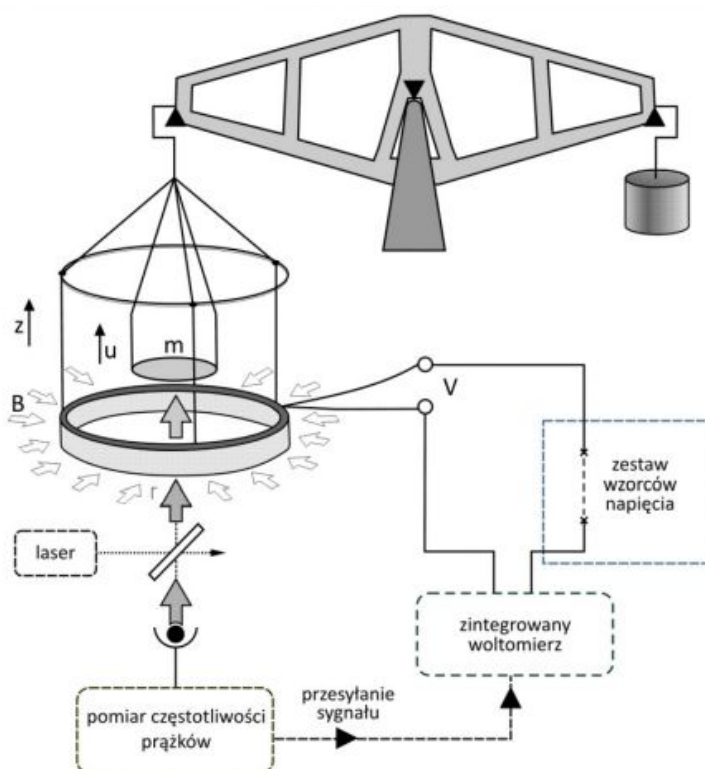 z
u
m
B
V
r
zestaw
wzorców
napięcia
laser
zintegrowany
woltomierz
przesyłanie
sygnału
pomiar częstotliwości
prążków